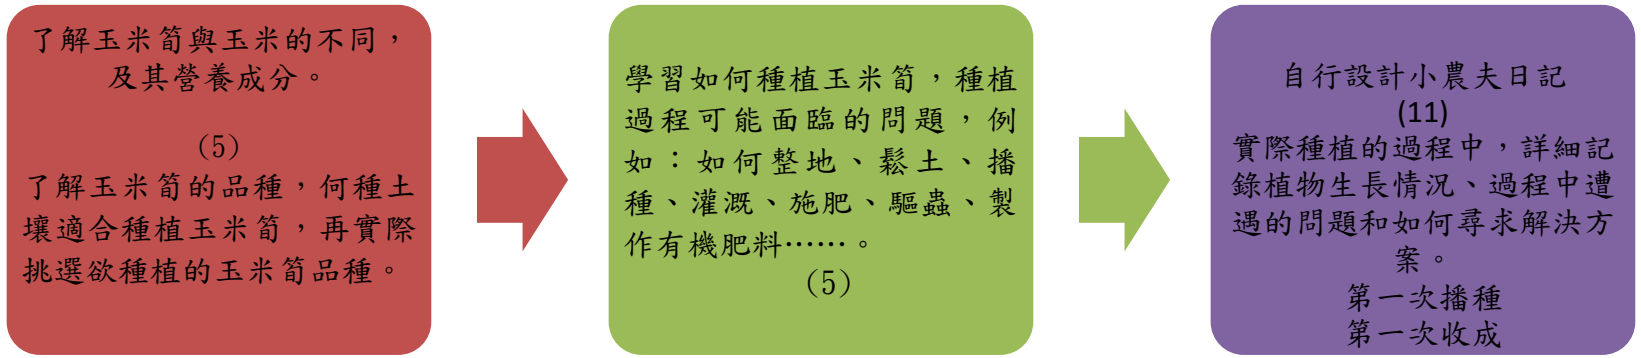 了解玉米筍與玉米的不同，
及其營養成分。
(5)
了解玉米筍的品種，何種土
壤適合種植玉米筍，再實際
挑選欲種植的玉米筍品種。
學習如何種植玉米筍，種植
過程可能面臨的問題，例
如：如何整地、鬆土、播
種、灌溉、施肥、驅蟲、製
作有機肥料……。
(5)
自行設計小農夫日記
(11)
實際種植的過程中，詳細記
錄植物生長情況、過程中遭
遇的問題和如何尋求解決方
案。
第一次播種
第一次收成